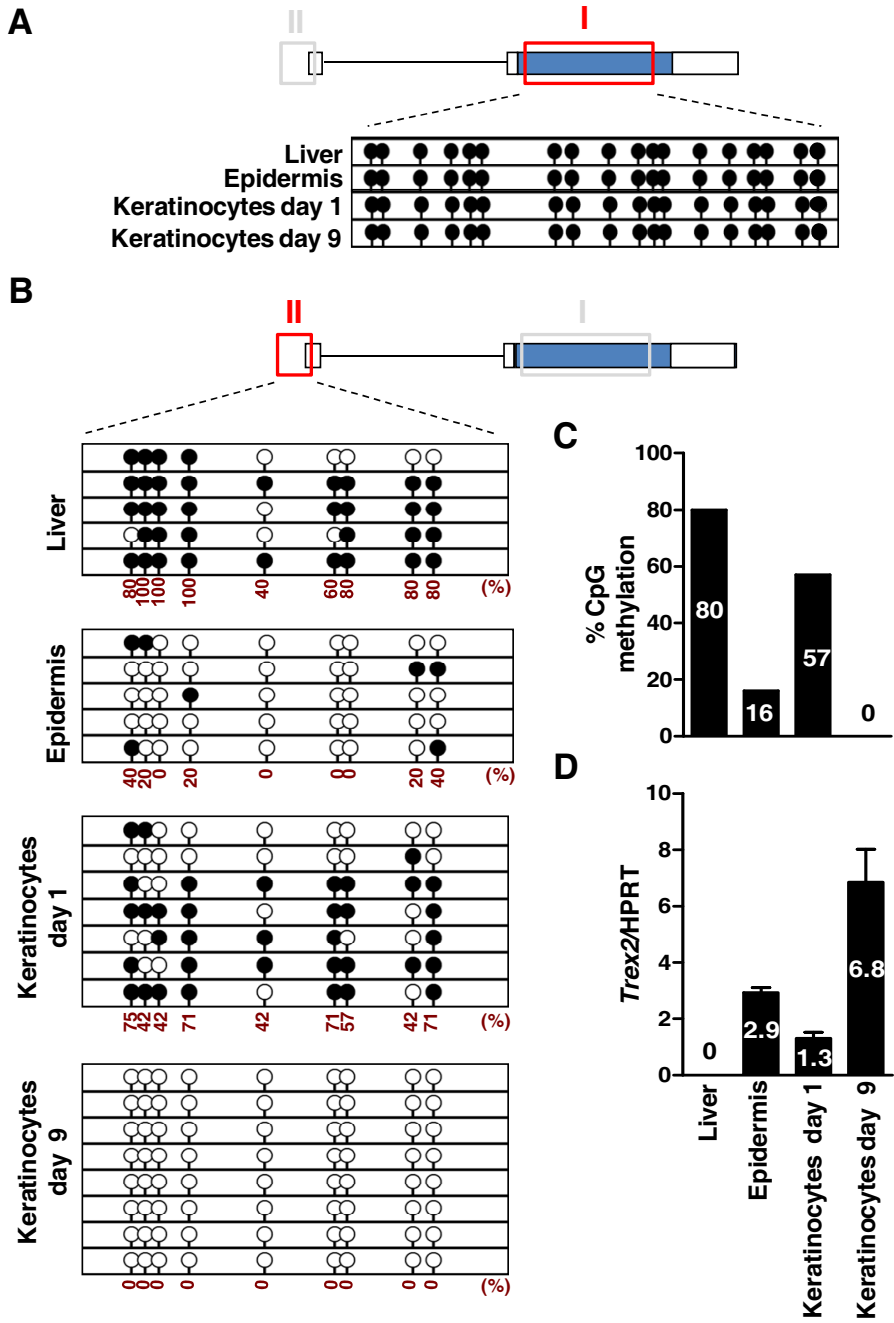 A
II
I
Liver
Epidermis
Keratinocytes day 1
Keratinocytes day 9
B
II
I
Liver
80 100 100 100 40 60 80 80 80 (%)
Epidermis
40 20 0 20 0 0 0 20 40 (%)
Keratinocytes
day 1
75 42 42 71 42 71 57 42 71 (%)
Keratinocytes
day 9
0 0 0 0 0 0 0 0 0 (%)
C
% CpG
methylation
100
80
60
40
20
0
80
16
57
0
D
Trex2/HPRT
10
8
6
4
2
0
0
2.9
1.3
6.8
Liver
Epidermis
Keratinocytes day 1
Keratinocytes day 9